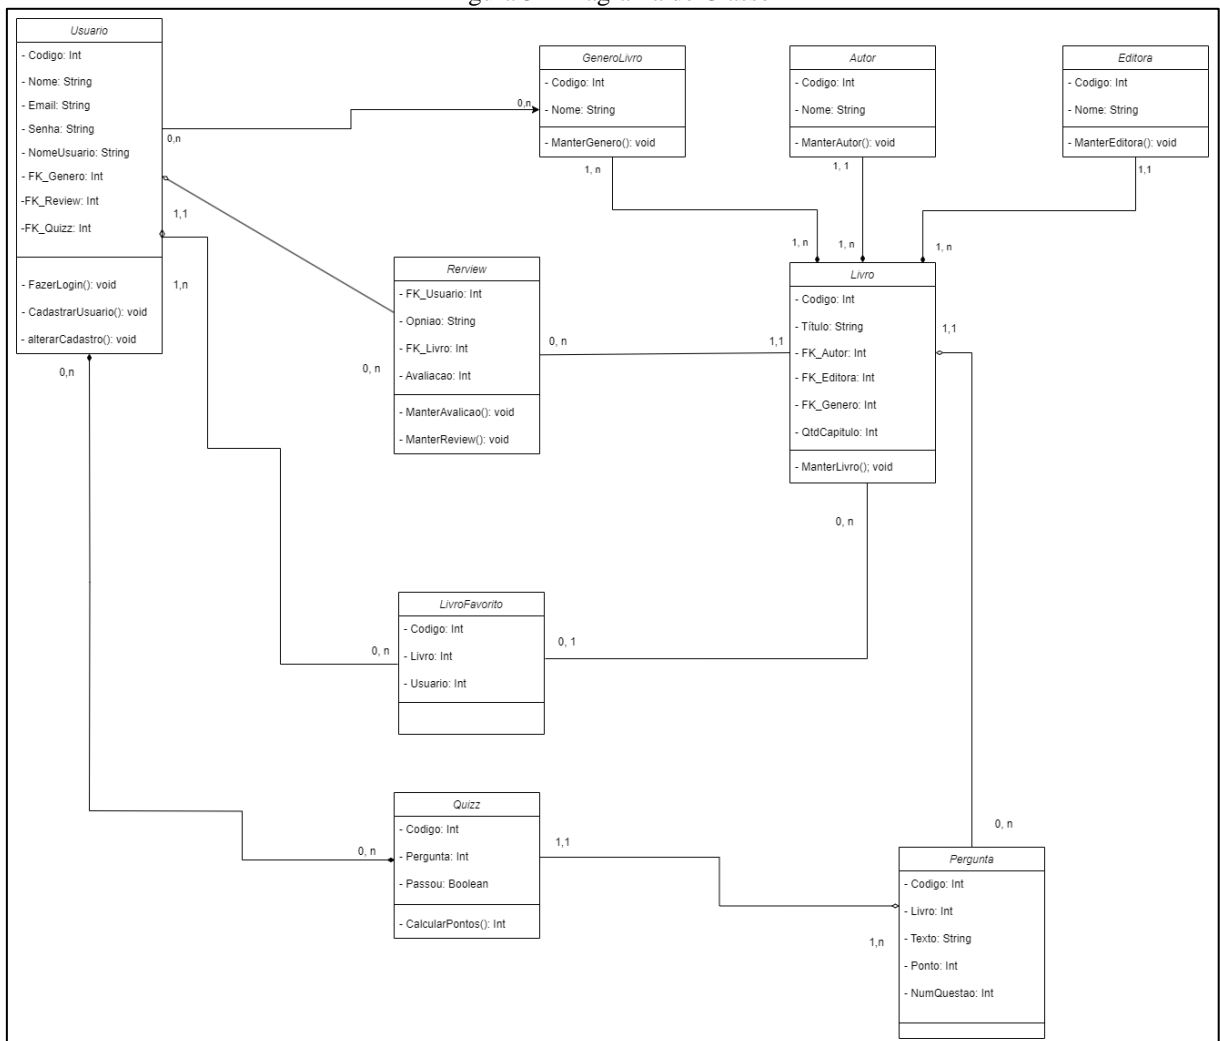 Usuario
- Codigo: Int
- Nome: String
- Email: String
- Senha: String
- NomeUsuario: String
- FK_Genero: Int
-FK_Review: Int
-FK_Quizz: Int
- FazerLogin(): void
- CadastrarUsuario(): void
- alterarCadastro(): void
0,n
0,n
1,1
1,n
0,n
GeneroLivro
- Codigo: Int
- Nome: String
- ManterGenero(): void
1, n
Autor
- Codigo: Int
- Nome: String
- ManterAutor(): void
1, 1
Editora
- Codigo: Int
- Nome: String
- ManterEditora(): void
1,1
1, n
1, n
1, n
Rerview
- FK_Usuario: Int
- Opniao: String
- FK_Livro: Int
- Avaliacao: Int
- ManterAvalicao(): void
- ManterReview(): void
0, n
0, n
1,1
Livro
- Codigo: Int
- Título: String
- FK_Autor: Int
- FK_Editora: Int
- FK_Genero: Int
- QtdCapitulo: Int
- ManterLivro(); void
1,1
0, n
LivroFavorito
- Codigo: Int
- Livro: Int
- Usuario: Int
0, n
0, 1
Quizz
- Codigo: Int
- Pergunta: Int
- Passou: Boolean
- CalcularPontos(): Int
0, n
1,1
0, n
Pergunta
- Codigo: Int
- Livro: Int
- Texto: String
- Ponto: Int
- NumQuestao: Int
1,n